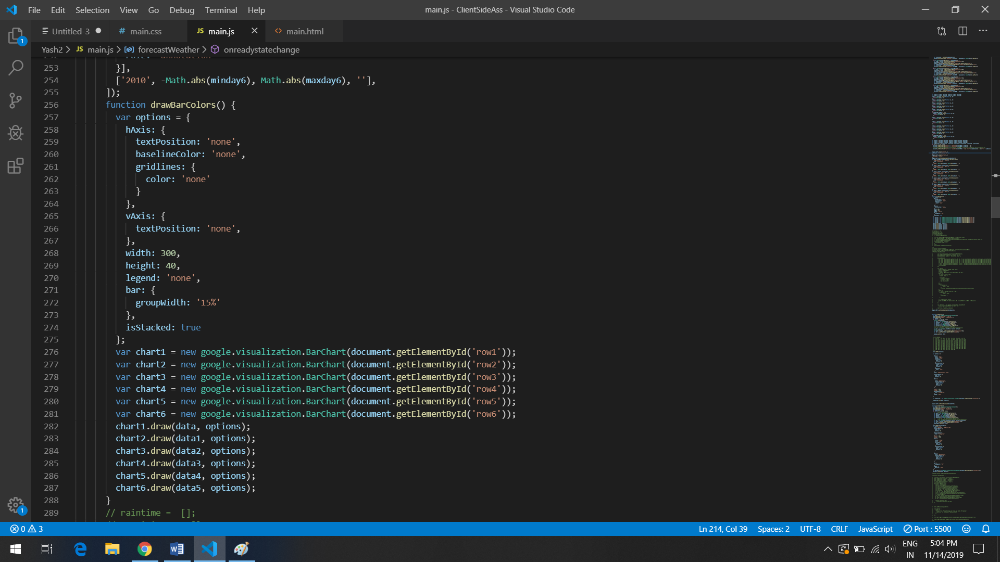 File Edit Selection View Go Debug Terminal Help
main.js - ClientSideAss - Visual Studio Code
Untitled-3
# main.css
JS main.js
<> main.html
Yash2 > JS main.js > forecastWeather > onreadystatechange
253 }],
254 ['2010', -Math.abs(minday6), Math.abs(maxday6), ''],
255 ]);
256 function drawBarColors() {
257 var options = {
258 hAxis: {
259 textPosition: 'none',
260 baselineColor: 'none',
261 gridlines: {
262 color: 'none'
263 }
264 },
265 vAxis: {
266 textPosition: 'none',
267 },
268 width: 300,
269 height: 40,
270 legend: 'none',
271 bar: {
272 groupWidth: '15%'
273 },
274 isStacked: true
275 };
276 var chart1 = new google.visualization.BarChart(document.getElementById('row1'));
277 var chart2 = new google.visualization.BarChart(document.getElementById('row2'));
278 var chart3 = new google.visualization.BarChart(document.getElementById('row3'));
279 var chart4 = new google.visualization.BarChart(document.getElementById('row4'));
280 var chart5 = new google.visualization.BarChart(document.getElementById('row5'));
281 var chart6 = new google.visualization.BarChart(document.getElementById('row6'));
282 chart1.draw(data, options);
283 chart2.draw(data1, options);
284 chart3.draw(data2, options);
285 chart4.draw(data3, options);
286 chart5.draw(data4, options);
287 chart6.draw(data5, options);
288 }
289 // raintime = [];
0 3
Ln 214, Col 39 Spaces: 2 UTF-8 CRLF JavaScript Port : 5500
1
1
ENG
IN
5:04 PM
11/14/2019